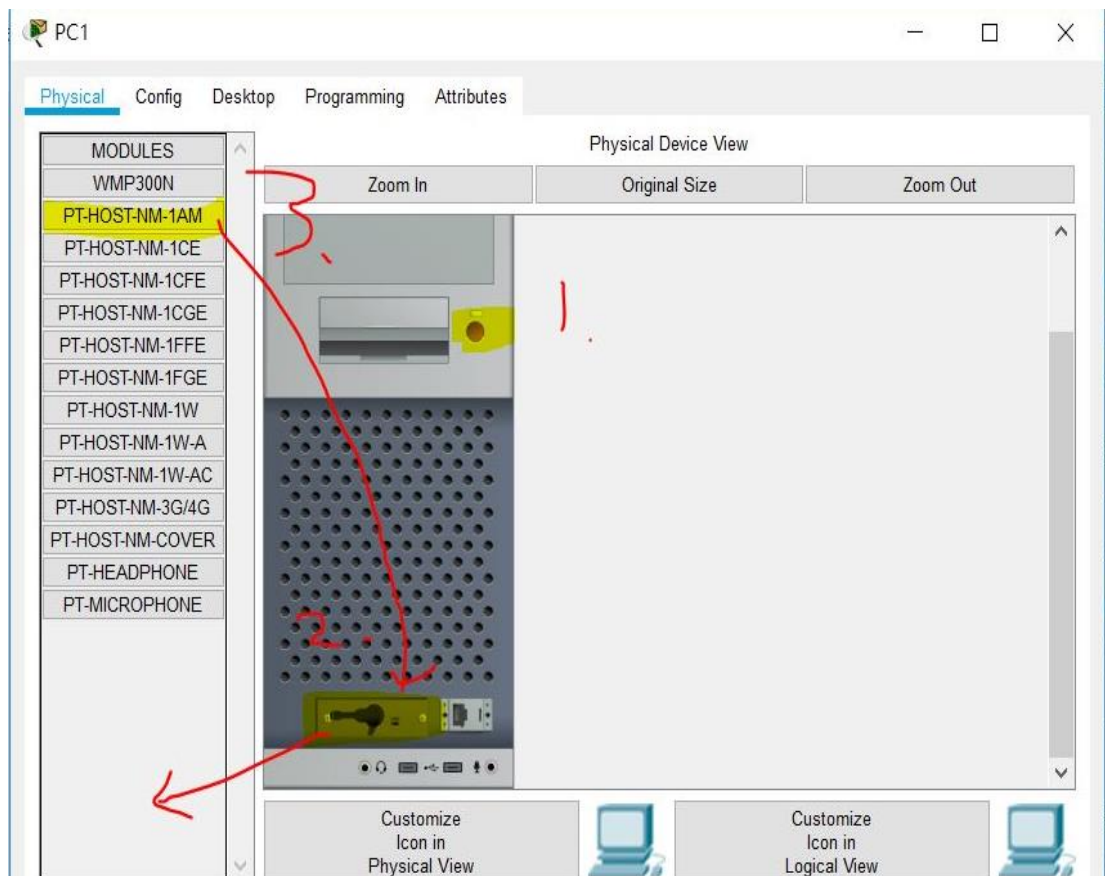 PC1
Physical Config Desktop Programming Attributes
MODULES
WMP300N
PT-HOST-NM-1AM
PT-HOST-NM-1CE
PT-HOST-NM-1CFE
PT-HOST-NM-1CGE
PT-HOST-NM-1FFE
PT-HOST-NM-1FGE
PT-HOST-NM-1W
PT-HOST-NM-1W-A
PT-HOST-NM-1W-AC
PT-HOST-NM-3G/4G
PT-HOST-NM-COVER
PT-HEADPHONE
PT-MICROPHONE
Physical Device View
Zoom In Original Size Zoom Out
3.
1.
2.
Customize
Icon in
Physical View
Customize
Icon in
Logical View